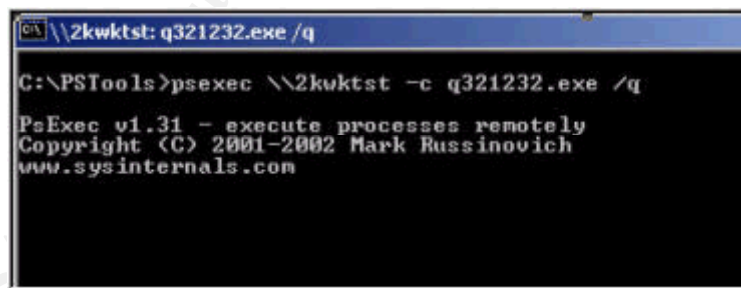 \\2kwktst: q321232.exe /q
C:\PSTools>psexec \\2kwktst -c q321232.exe /q
PsExec v1.31 - execute processes remotely
Copyright (C) 2001-2002 Mark Russinovich
www.sysinternals.com